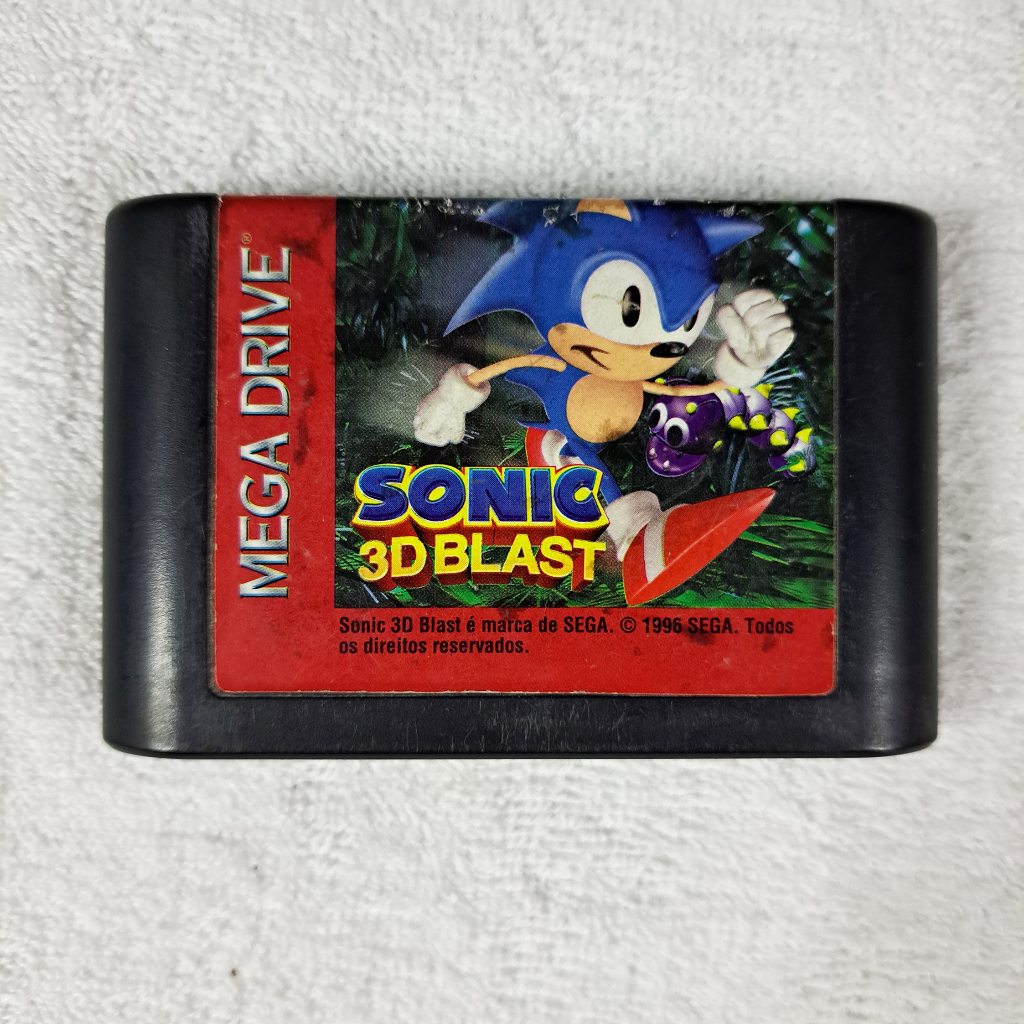 MEGA DRIVE®
SONIC
3D BLAST
Sonic 3D Blast é marca de SEGA. © 1996 SEGA. Todos
os direitos reservados.